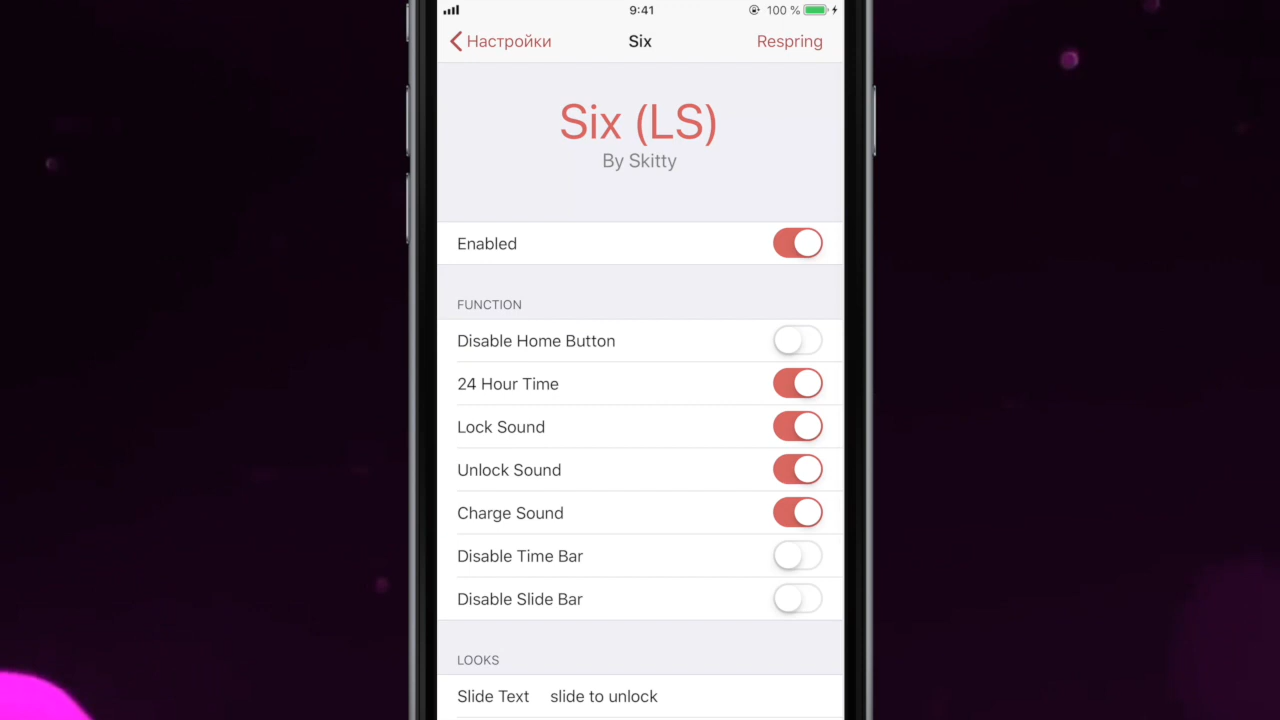 9:41 100 %
Настройки Six Respring
Six (LS)
By Skitty
Enabled
FUNCTION
Disable Home Button
24 Hour Time
Lock Sound
Unlock Sound
Charge Sound
Disable Time Bar
Disable Slide Bar
LOOKS
Slide Text slide to unlock